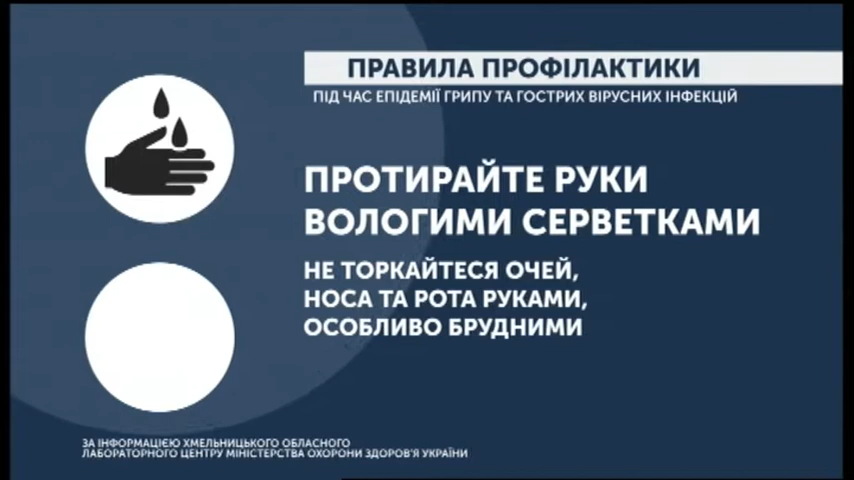 ПРАВИЛА ПРОФІЛАКТИКИ
ПІД ЧАС ЕПІДЕМІЇ ГРИПУ ТА ГОСТРИХ ВІРУСНИХ ІНФЕКЦІЙ
ПРОТИРАЙТЕ РУКИ
ВОЛОГИМИ СЕРВЕТКАМИ
НЕ ТОРКАЙТЕСЯ ОЧЕЙ,
НОСА ТА РОТА РУКАМИ,
ОСОБЛИВО БРУДНИМИ
ЗА ІНФОРМАЦІЄЮ ХМЕЛЬНИЦЬКОГО ОБЛАСНОГО
ЛАБОРАТОРНОГО ЦЕНТРУ МІНІСТЕРСТВА ОХОРОНИ ЗДОРОВ'Я УКРАЇНИ